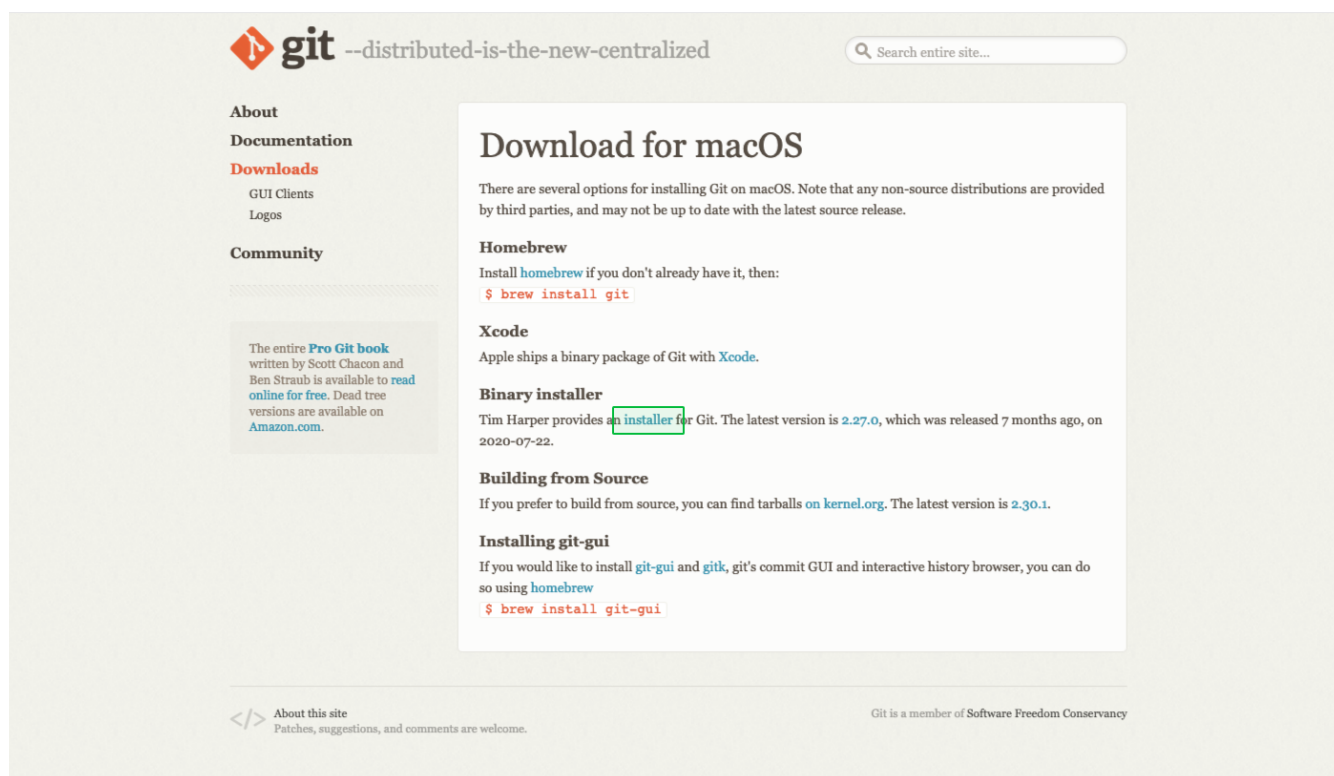 git --distributed-is-the-new-centralized
Search entire site...
About
Documentation
Downloads
GUI Clients
Logos
Community
The entire Pro Git book
written by Scott Chacon and
Ben Straub is available to read
online for free. Dead tree
versions are available on
Amazon.com.
Download for macOS
There are several options for installing Git on macOS. Note that any non-source distributions are provided
by third parties, and may not be up to date with the latest source release.
Homebrew
Install homebrew if you don't already have it, then:
$ brew install git
Xcode
Apple ships a binary package of Git with Xcode.
Binary installer
Tim Harper provides an installer for Git. The latest version is 2.27.0, which was released 7 months ago, on
2020-07-22.
Building from Source
If you prefer to build from source, you can find tarballs on kernel.org. The latest version is 2.30.1.
Installing git-gui
If you would like to install git-gui and gitk, git's commit GUI and interactive history browser, you can do
so using homebrew
$ brew install git-gui
</> About this site
Patches, suggestions, and comments are welcome.
Git is a member of Software Freedom Conservancy